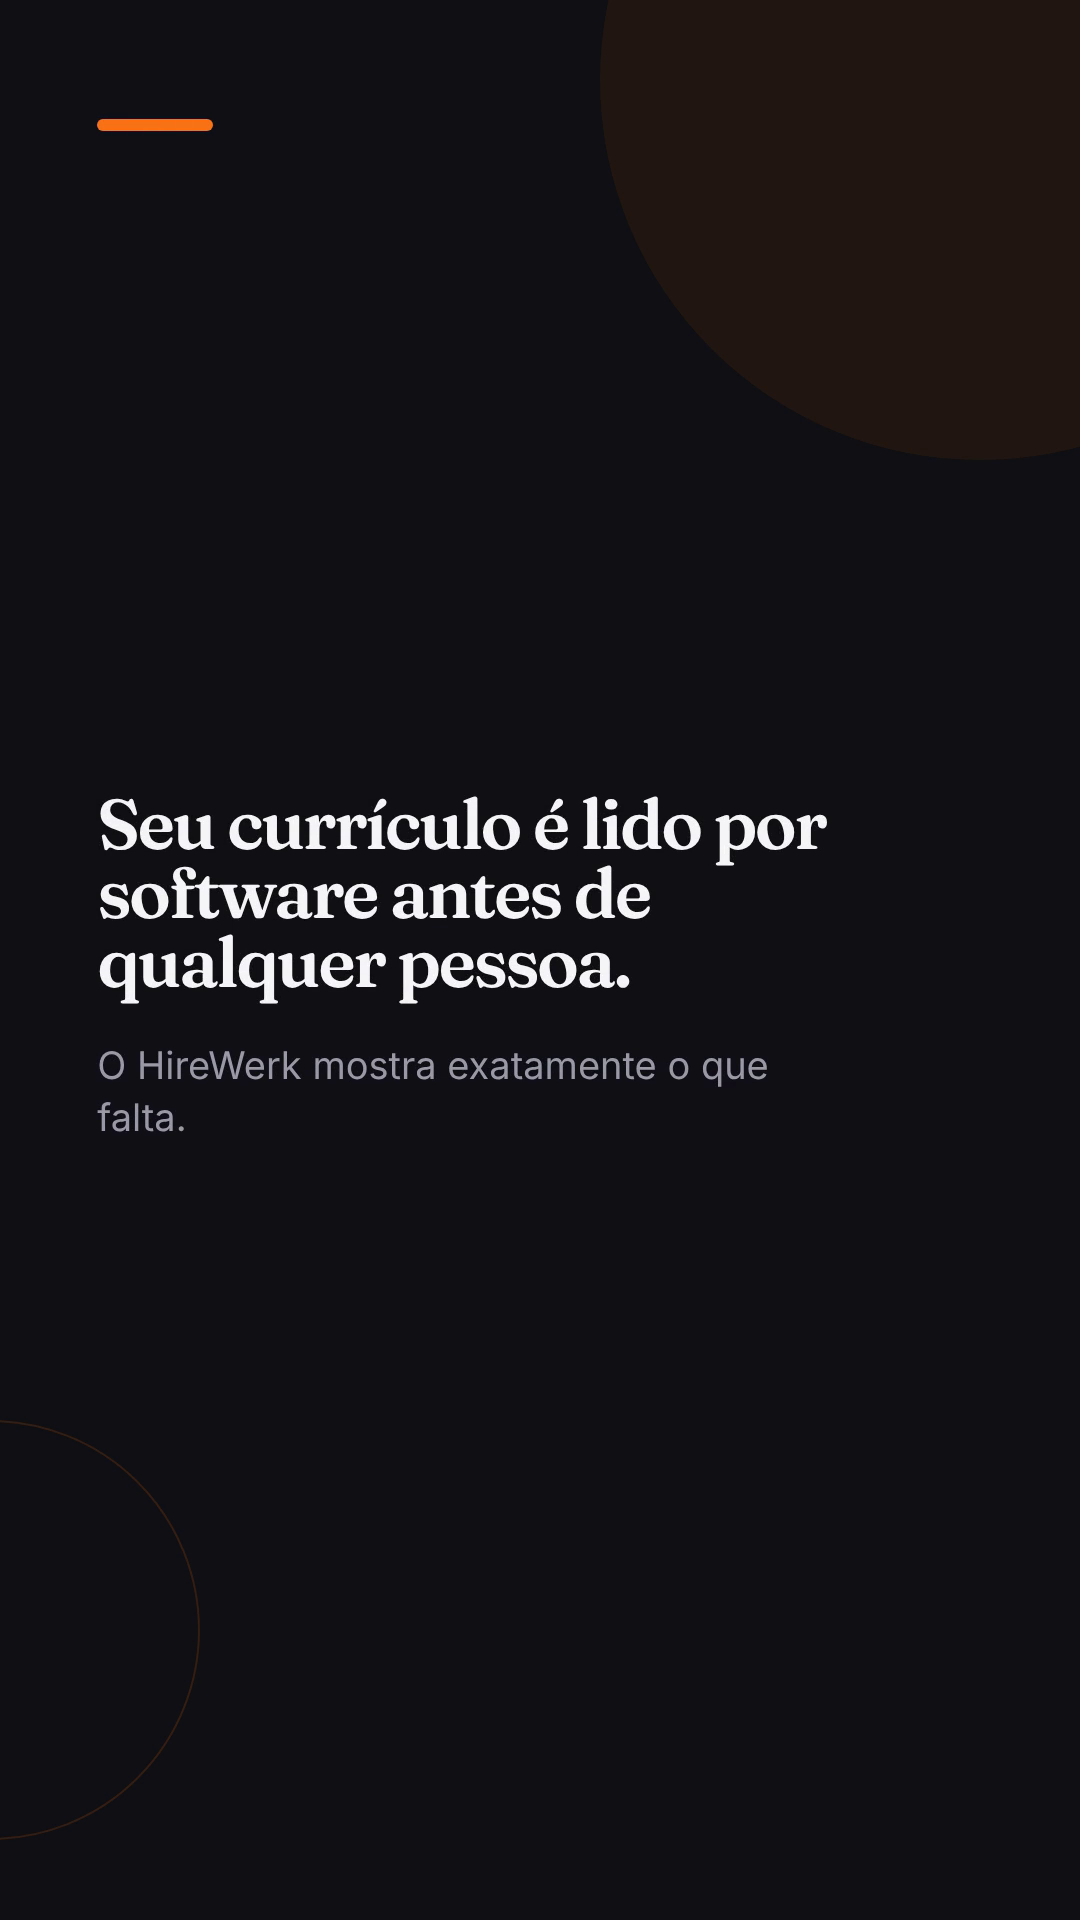 Seu currículo é lido por
software antes de
qualquer pessoa.
O HireWerk mostra exatamente o que
falta.